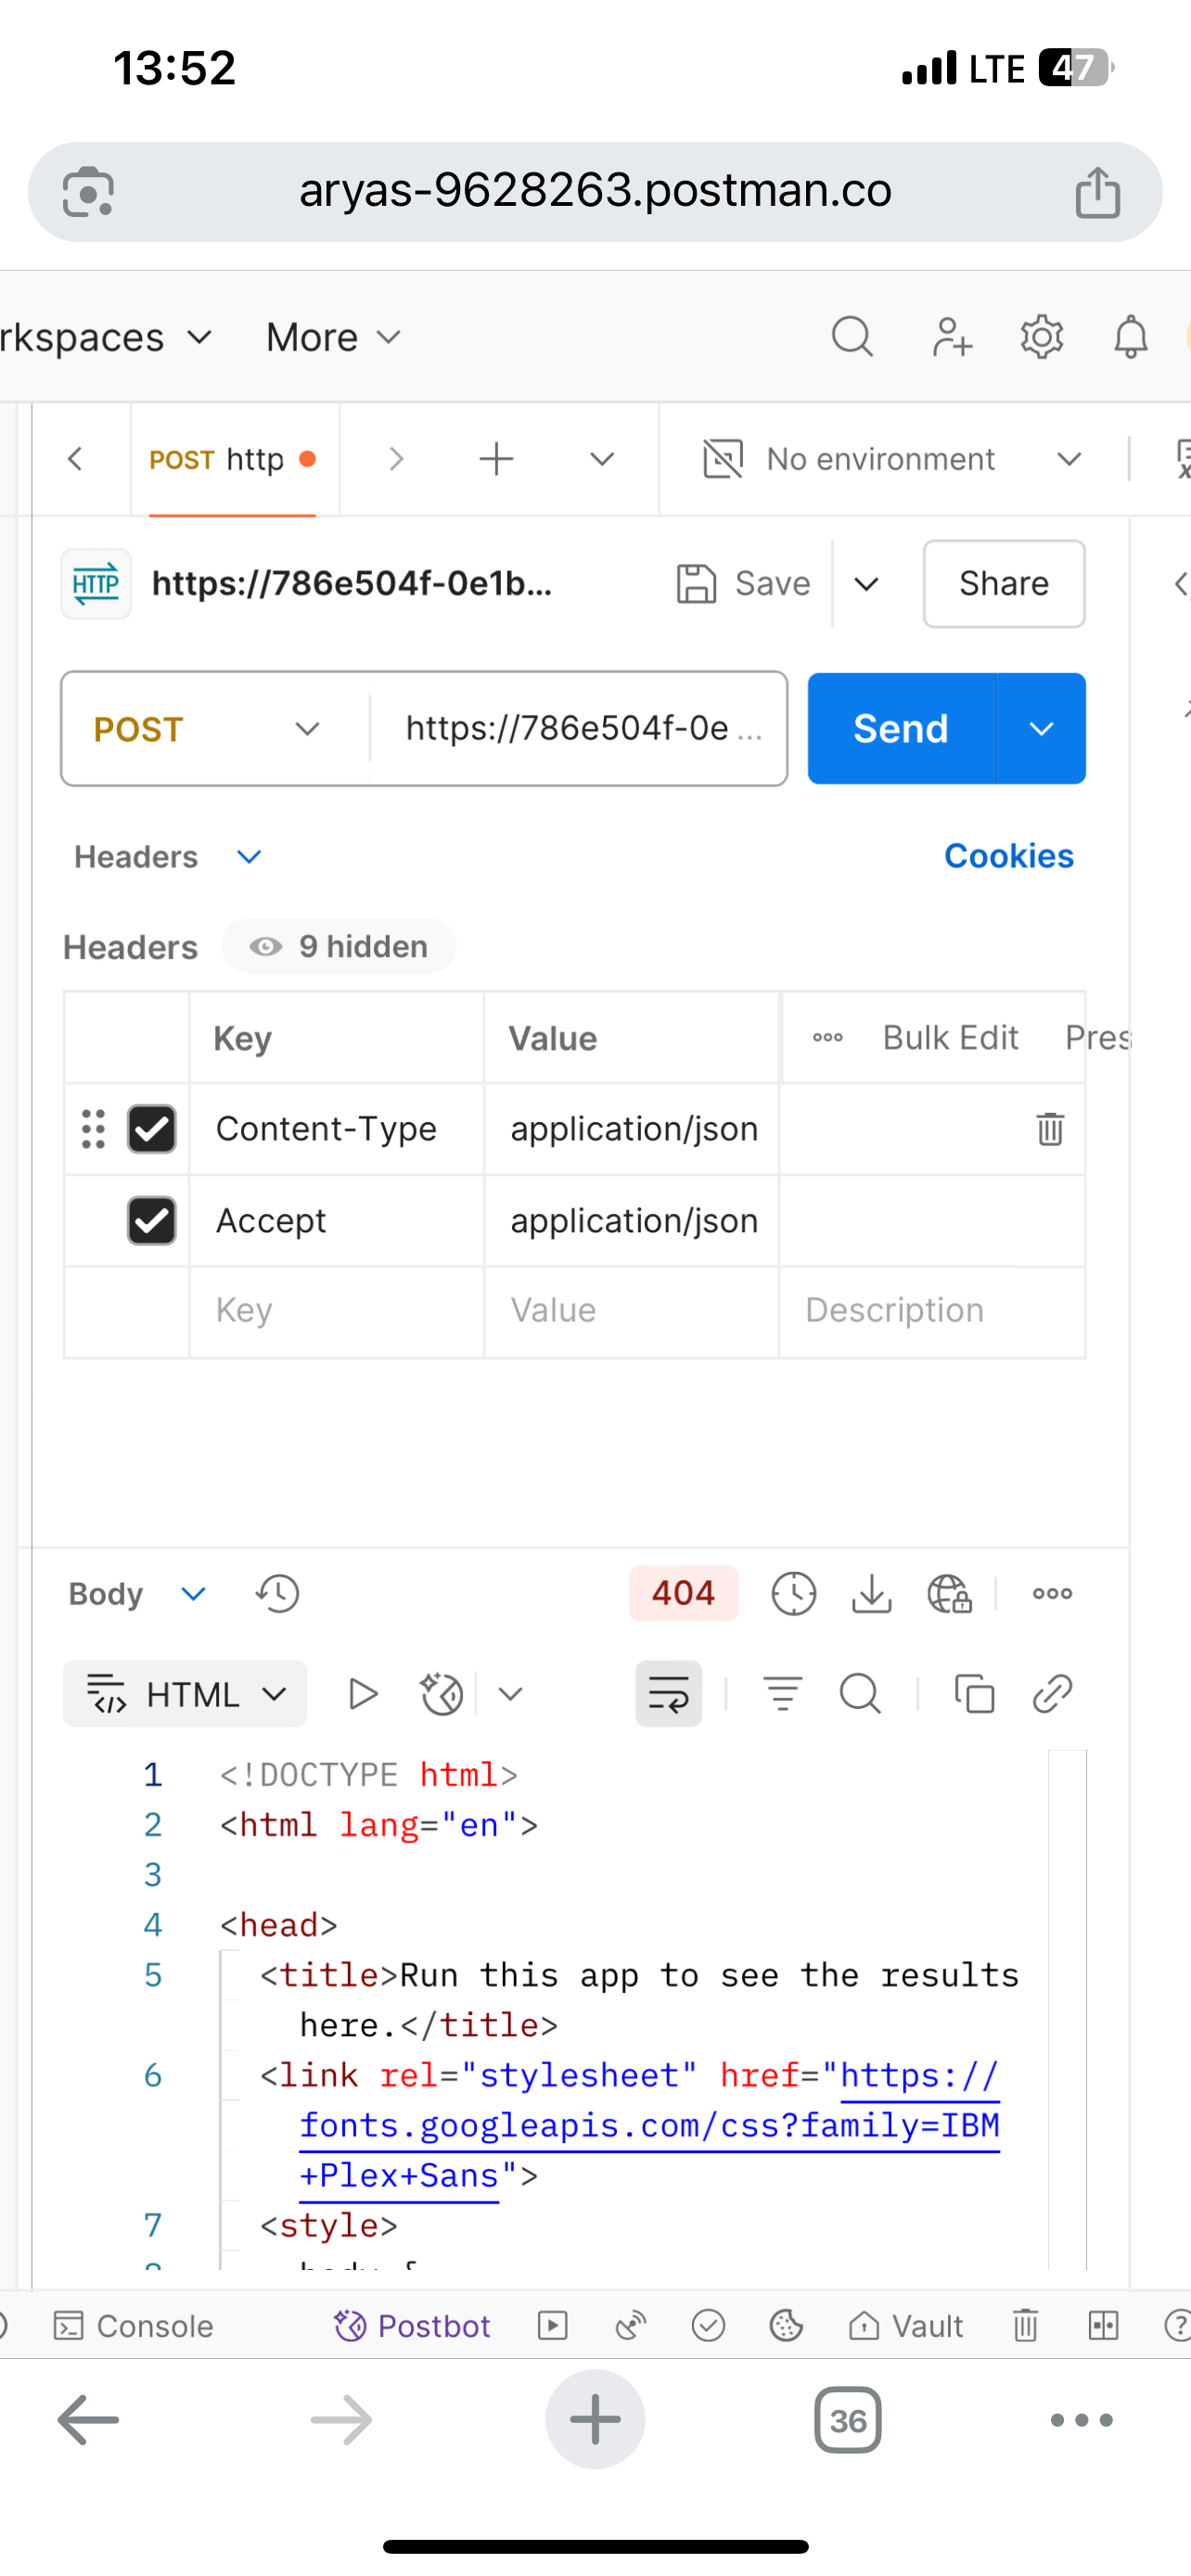 13:52 LTE 47
aryas-9628263.postman.co
rkspaces More
POST http No environment
HTTP https://786e504f-0e1b... Save Share
POST https://786e504f-0e... Send
Headers Cookies
Headers 9 hidden
Key Value Bulk Edit Pres
Content-Type application/json
Accept application/json
Key Value Description
Body 404
HTML
1 <!DOCTYPE html>
2 <html lang="en">
3
4 <head>
5 <title>Run this app to see the results
here.</title>
6 <link rel="stylesheet" href="https://
fonts.googleapis.com/css?family=IBM
+Plex+Sans">
7 <style>
Console Postbot Vault
36